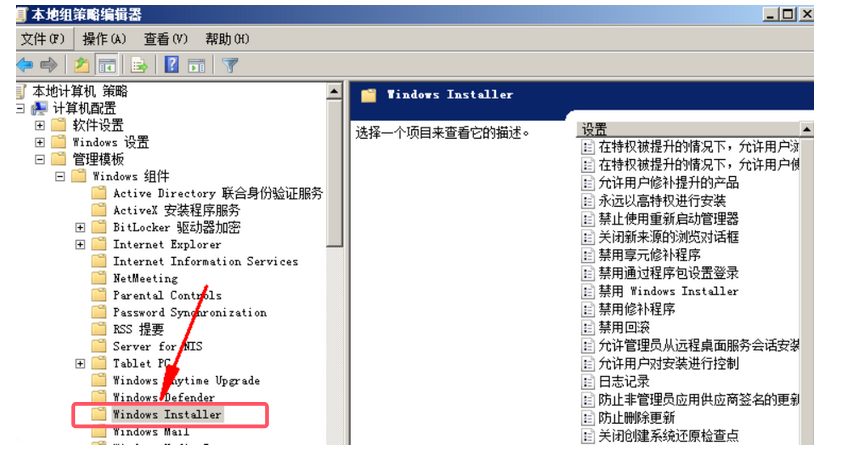 本地组策略编辑器
文件(F) 操作(A) 查看(V) 帮助(H)
本地计算机 策略
计算机配置
软件设置
Windows 设置
管理模板
Windows 组件
Active Directory 联合身份验证服务
ActiveX 安装程序服务
BitLocker 驱动器加密
Internet Explorer
Internet Information Services
NetMeeting
Parental Controls
Password Synchronization
RSS 提要
Server for NIS
Tablet PC
Windows Anytime Upgrade
Windows Defender
Windows Installer
Windows Mail
Windows Installer
选择一个项目来查看它的描述。
设置
在特权被提升的情况下，允许用户浏
在特权被提升的情况下，允许用户使
允许用户修补提升的产品
永远以高特权进行安装
禁止使用重新启动管理器
关闭新来源的浏览对话框
禁用享元修补程序
禁用通过程序包设置登录
禁用 Windows Installer
禁用修补程序
禁用回滚
允许管理员从远程桌面服务会话安装
允许用户对安装进行控制
日志记录
防止非管理员应用供应商签名的更新
防止删除更新
关闭创建系统还原检查点